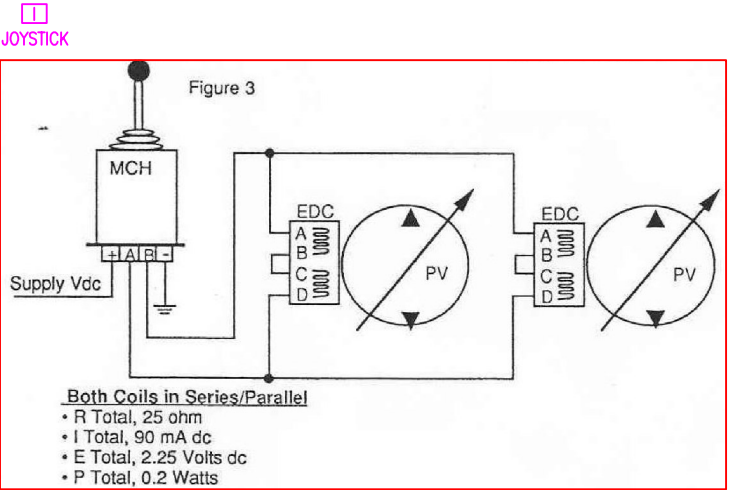 I
JOYSTICK
Figure 3
MCH
+ A B -
Supply Vdc
EDC
A
B
C
D
PV
EDC
A
B
C
D
PV
Both Coils in Series/Parallel
• R Total, 25 ohm
• I Total, 90 mA dc
• E Total, 2.25 Volts dc
• P Total, 0.2 Watts